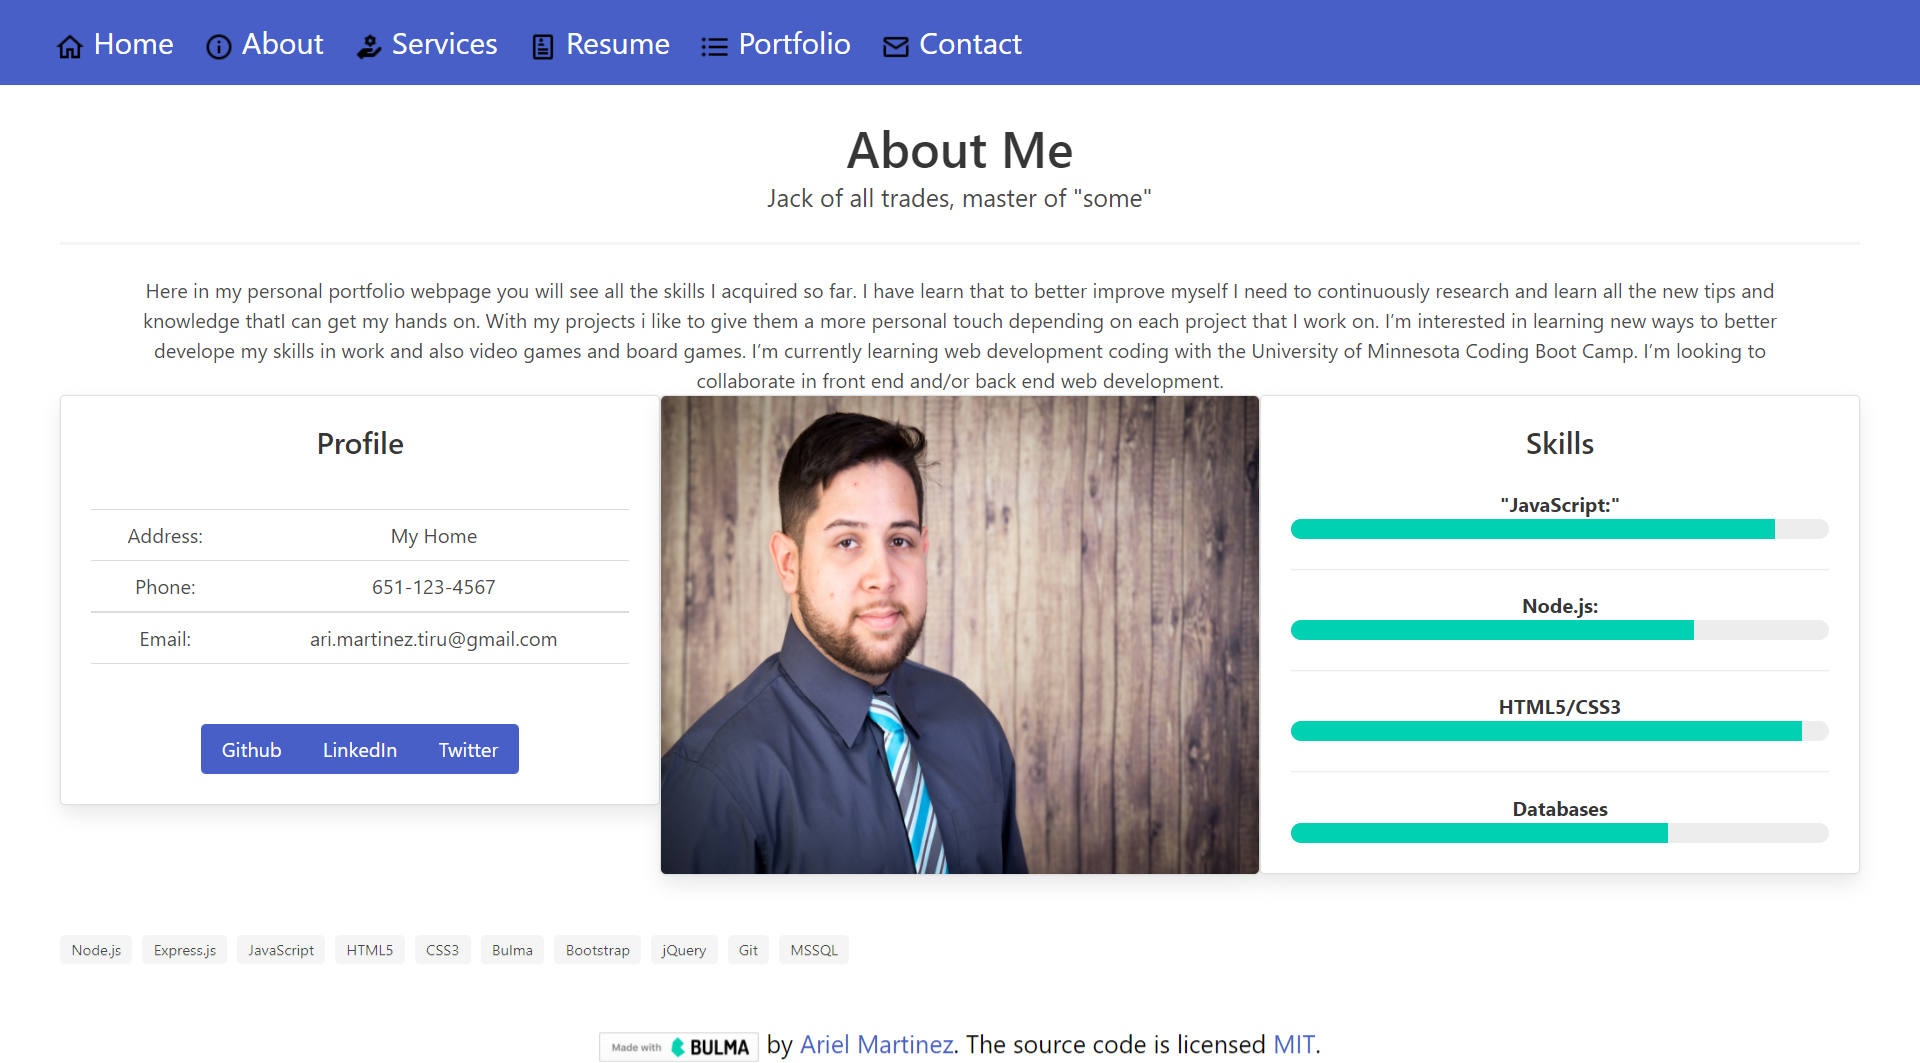 Home About Services Resume Portfolio Contact
About Me
Jack of all trades, master of "some"
Here in my personal portfolio webpage you will see all the skills I acquired so far. I have learn that to better improve myself I need to continuously research and learn all the new tips and
knowledge thatI can get my hands on. With my projects i like to give them a more personal touch depending on each project that I work on. I’m interested in learning new ways to better
develope my skills in work and also video games and board games. I’m currently learning web development coding with the University of Minnesota Coding Boot Camp. I’m looking to
collaborate in front end and/or back end web development.
Profile
Address: My Home
Phone: 651-123-4567
Email: ari.martinez.tiru@gmail.com
Github LinkedIn Twitter
Skills
"JavaScript:"
Node.js:
HTML5/CSS3
Databases
Node.js Express.js JavaScript HTML5 CSS3 Bulma Bootstrap jQuery Git MSSQL
Made with BULMA by Ariel Martinez. The source code is licensed MIT.